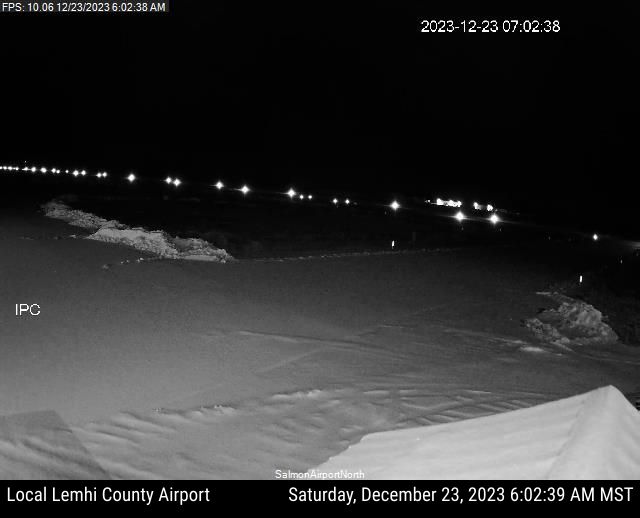 FPS: 10.06 12/23/2023 6:02:38 AM
2023-12-23 07:02:38
IPC
SalmonAirportNorth
Local Lemhi County Airport Saturday, December 23, 2023 6:02:39 AM MST